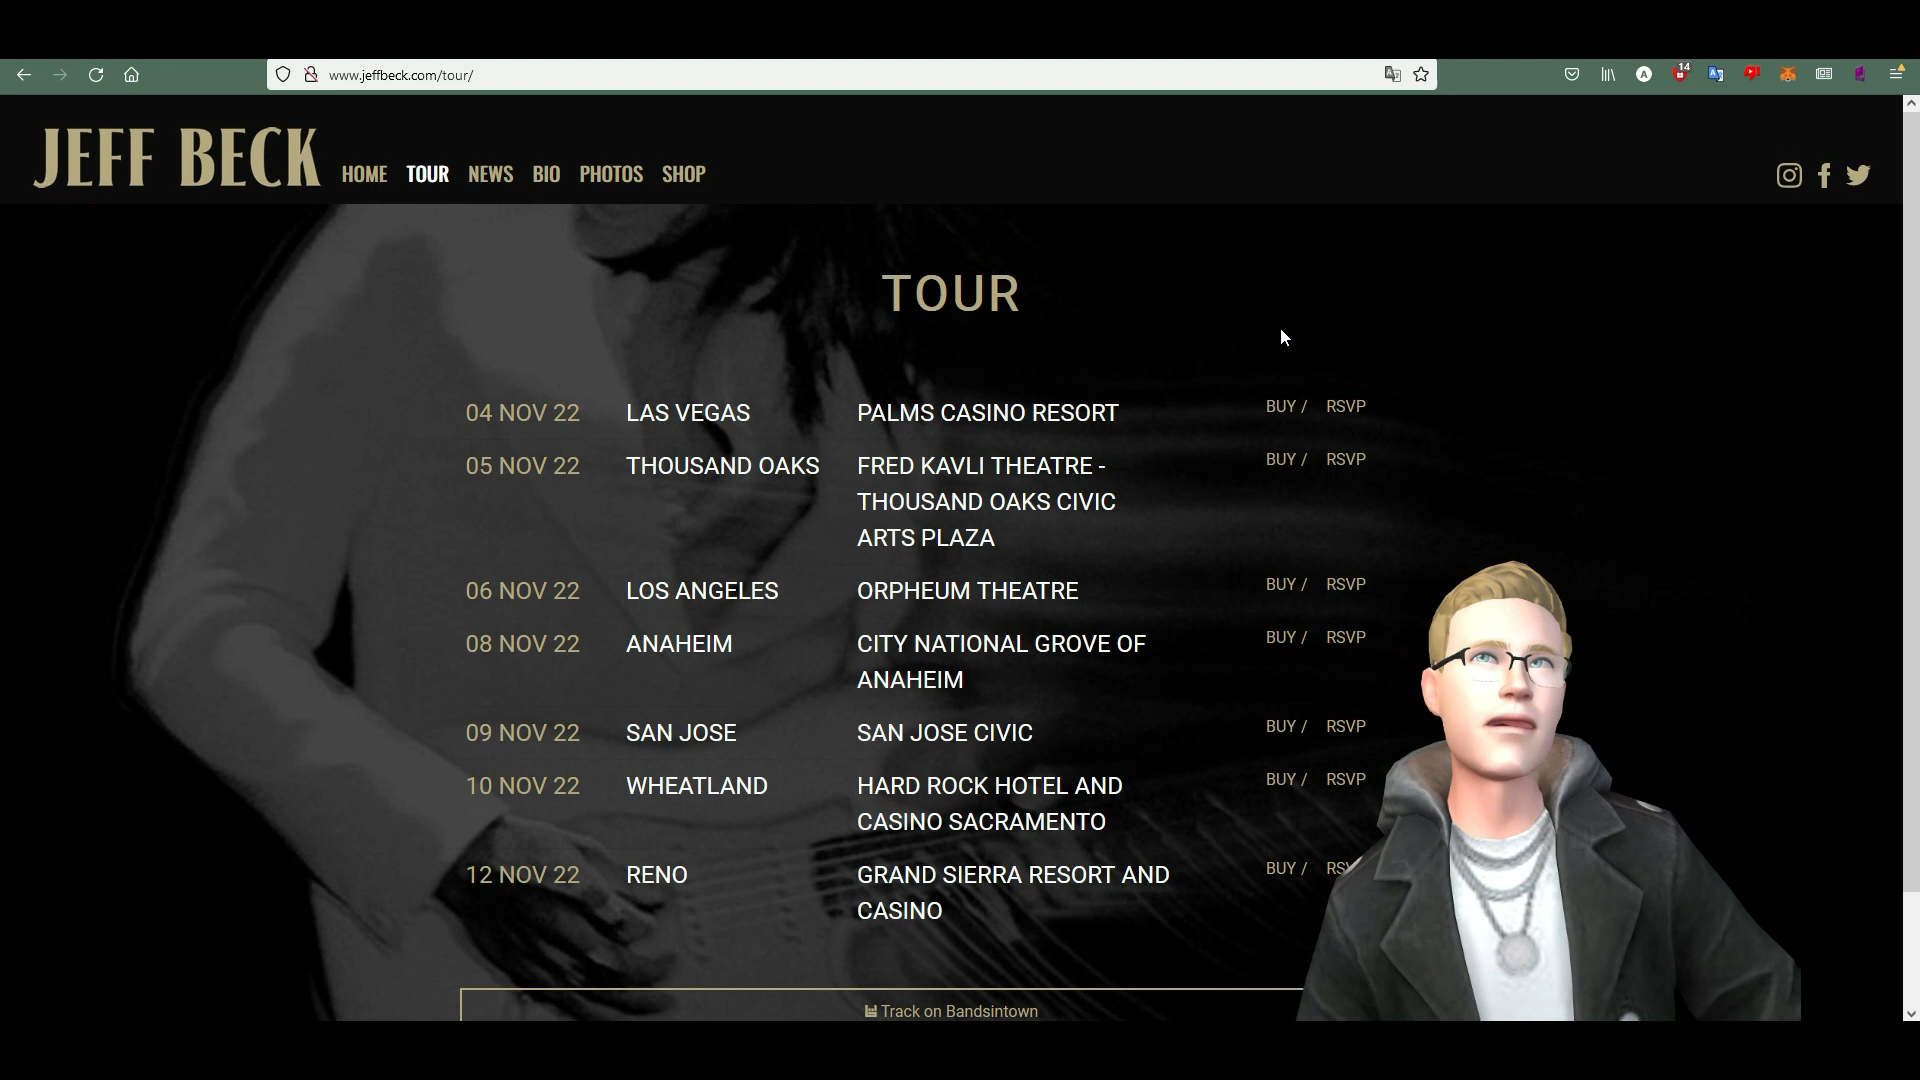 www.jeffbeck.com/tour/
14
JEFF BECK
HOME TOUR NEWS BIO PHOTOS SHOP
TOUR
04 NOV 22 LAS VEGAS PALMS CASINO RESORT BUY / RSVP
05 NOV 22 THOUSAND OAKS FRED KAVLI THEATRE - BUY / RSVP
THOUSAND OAKS CIVIC
ARTS PLAZA
06 NOV 22 LOS ANGELES ORPHEUM THEATRE BUY / RSVP
08 NOV 22 ANAHEIM CITY NATIONAL GROVE OF BUY / RSVP
ANAHEIM
09 NOV 22 SAN JOSE SAN JOSE CIVIC BUY / RSVP
10 NOV 22 WHEATLAND HARD ROCK HOTEL AND BUY / RSVP
CASINO SACRAMENTO
12 NOV 22 RENO GRAND SIERRA RESORT AND BUY /
CASINO
Track on Bandsintown